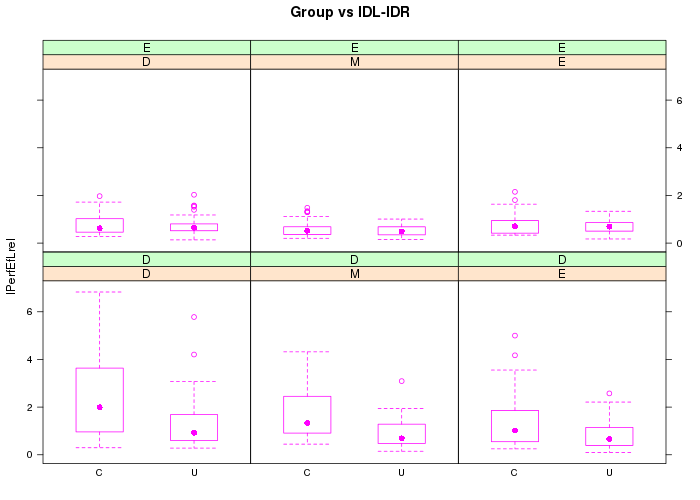 Group vs IDL-IDR
E E E
D M E
6
4
2
0
D D D
D M E
6
4
2
0
IPerfEfLrel
C U C U C U